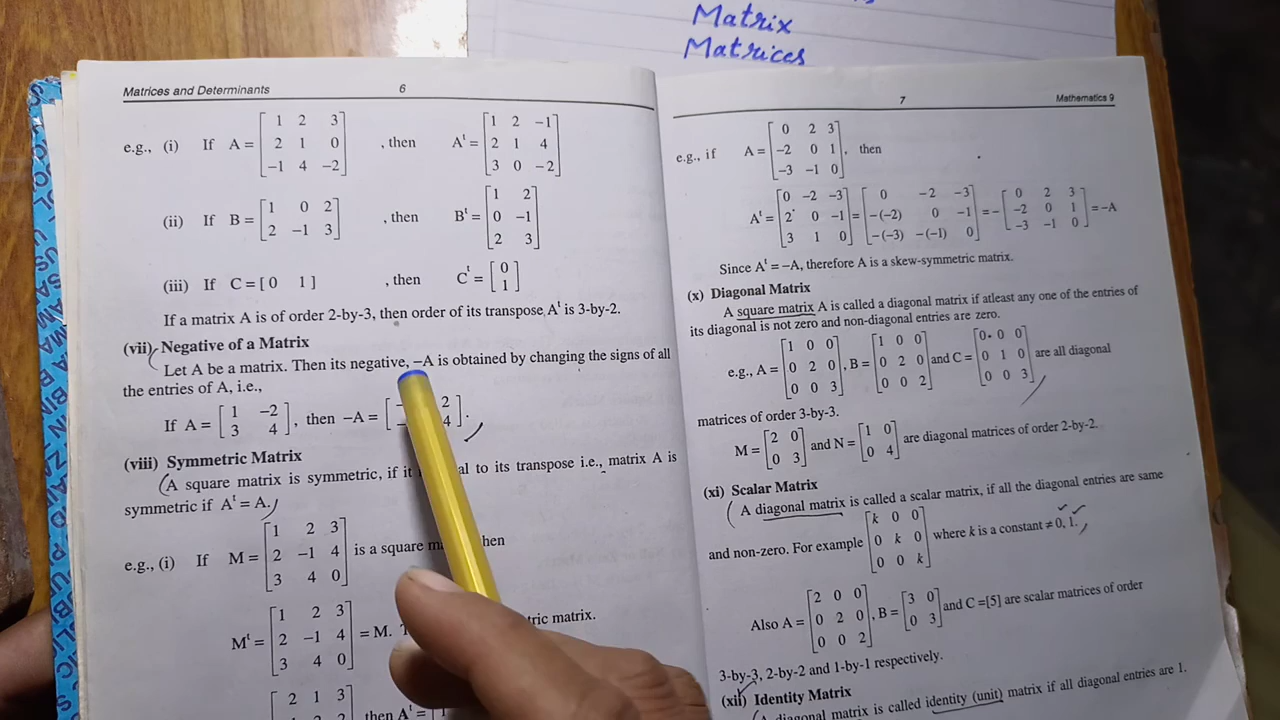 Matrix
Matrices
Matrices and Determinants 6
e.g., (i) If A = [1 2 3
2 1 0
-1 4 -2] , then Aᵗ = [1 2 -1
2 1 4
3 0 -2]
(ii) If B = [1 0 2
2 -1 3] , then Bᵗ = [1 2
0 -1
2 3]
(iii) If C = [0 1] , then Cᵗ = [0
1]
If a matrix A is of order 2-by-3, then order of its transpose Aᵗ is 3-by-2.
(vii) Negative of a Matrix
Let A be a matrix. Then its negative, −A is obtained by changing the signs of all
the entries of A, i.e.,
If A = [1 -2
3 4], then −A = [ 2
4].
(viii) Symmetric Matrix
(A square matrix is symmetric, if it to its transpose i.e., matrix A is
symmetric if Aᵗ = A.
e.g., (i) If M = [1 2 3
2 -1 4
3 4 0] is a square then
Mᵗ = [1 2 3
2 -1 4
3 4 0] = M. matrix.
[2 1 3
then Aᵗ =
7 Mathematics 9
e.g., if A = [0 2 3
-2 0 1
-3 -1 0], then
Aᵗ = [0 -2 -3
2 0 -1
3 1 0] = [0 -2 -3
-(-2) 0 -1
-(-3) -(-1) 0] = -[0 2 3
-2 0 1
-3 -1 0] = -A
Since Aᵗ = −A, therefore A is a skew-symmetric matrix.
(x) Diagonal Matrix
A square matrix A is called a diagonal matrix if atleast any one of the entries of
its diagonal is not zero and non-diagonal entries are zero.
e.g., A = [1 0 0
0 2 0
0 0 3], B = [1 0 0
0 2 0
0 0 2] and C = [0 0 0
0 1 0
0 0 3] are all diagonal
matrices of order 3-by-3.
M = [2 0
0 3] and N = [1 0
0 4] are diagonal matrices of order 2-by-2.
(xi) Scalar Matrix
(A diagonal matrix is called a scalar matrix, if all the diagonal entries are same
and non-zero. For example [k 0 0
0 k 0
0 0 k] where k is a constant ≠ 0, 1.
Also A = [2 0 0
0 2 0
0 0 2], B = [3 0
0 3] and C = [5] are scalar matrices of order
3-by-3, 2-by-2 and 1-by-1 respectively.
(xii) Identity Matrix
(A diagonal matrix is called identity (unit) matrix if all diagonal entries are 1.